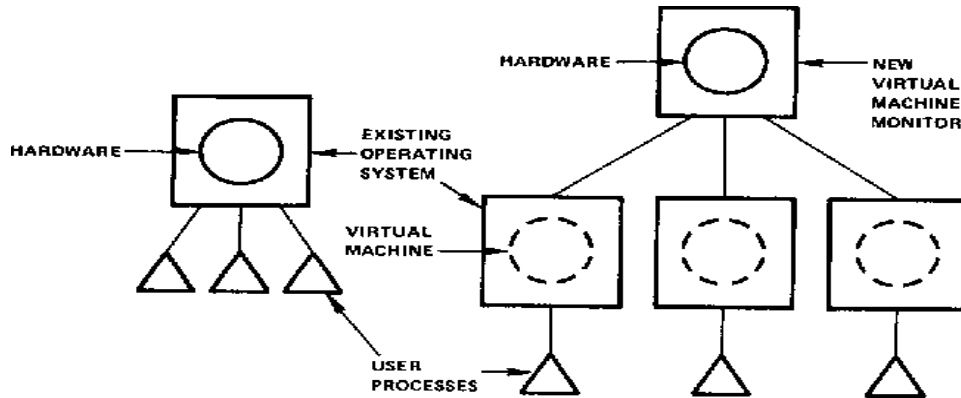 HARDWARE
NEW
VIRTUAL
MACHINE
MONITOR
HARDWARE
EXISTING
OPERATING
SYSTEM
VIRTUAL
MACHINE
USER
PROCESSES